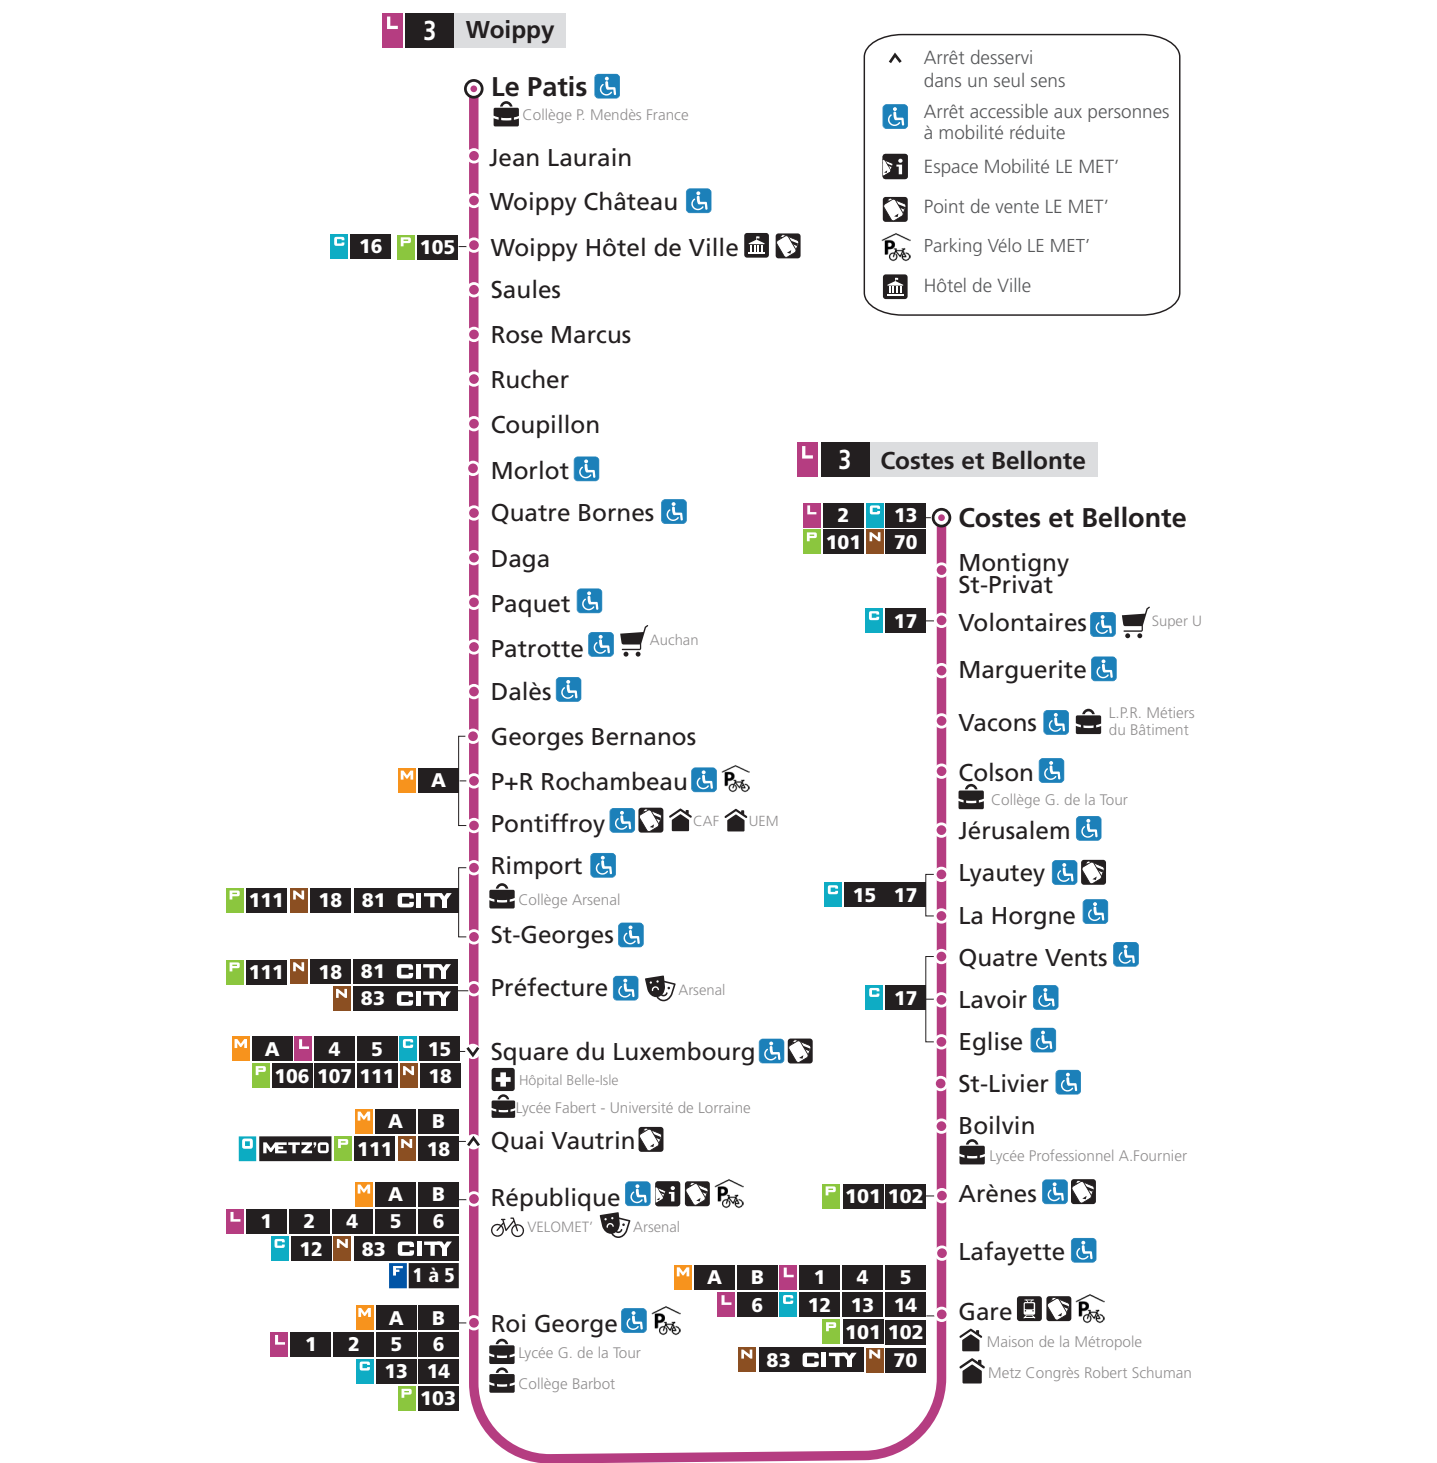 L 3 Woippy
Le Patis
Collège P. Mendès France
Jean Laurain
Woippy Château
C 16 P 105
Woippy Hôtel de Ville
Saules
Rose Marcus
Rucher
Coupillon
Morlot
Quatre Bornes
Daga
Paquet
Patrotte
Auchan
Dalès
Georges Bernanos
M A
P+R Rochambeau
P
Pontiffroy
CAF
UEM
Rimport
Collège Arsenal
P 111 N 18 81 CITY
St-Georges
P 111 N 18 81 CITY
N 83 CITY
Préfecture
Arsenal
M A L 4 5 C 15
P 106 107 111 N 18
Square du Luxembourg
Hôpital Belle-Isle
Lycée Fabert - Université de Lorraine
M A B
O METZ'O P 111 N 18
Quai Vautrin
M A B
L 1 2 4 5 6
C 12 N 83 CITY
F 1 à 5
République
i
P
VELOMET'
Arsenal
M A B
L 1 2 5 6
C 13 14
P 103
Roi George
P
Lycée G. de la Tour
Collège Barbot
Arrêt desservi
dans un seul sens
Arrêt accessible aux personnes
à mobilité réduite
i
Espace Mobilité LE MET'
Point de vente LE MET'
P
Parking Vélo LE MET'
Hôtel de Ville
L 3 Costes et Bellonte
L 2 C 13
P 101 N 70
Costes et Bellonte
Montigny
St-Privat
C 17
Volontaires
Super U
Marguerite
Vacons
L.P.R. Métiers
du Bâtiment
Colson
Collège G. de la Tour
Jérusalem
Lyautey
C 15 17
La Horgne
Quatre Vents
C 17
Lavoir
Eglise
St-Livier
Boilvin
Lycée Professionnel A.Fournier
P 101 102
Arènes
Lafayette
M A B L 1 4 5
L 6 C 12 13 14
P 101 102
N 83 CITY N 70
Gare
P
Maison de la Métropole
Metz Congrès Robert Schuman